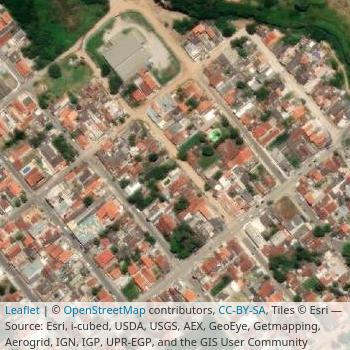 Leaflet | © OpenStreetMap contributors, CC-BY-SA, Tiles © Esri —
Source: Esri, i-cubed, USDA, USGS, AEX, GeoEye, Getmapping,
Aerogrid, IGN, IGP, UPR-EGP, and the GIS User Community